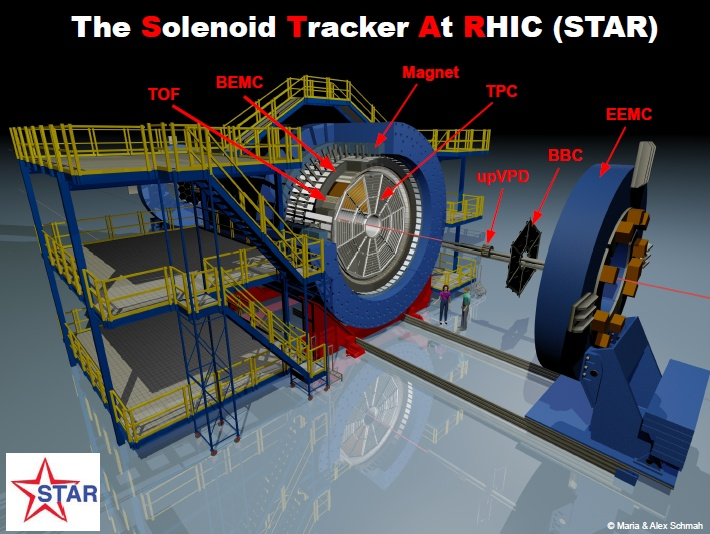 The Solenoid Tracker At RHIC (STAR)
Magnet
BEMC
TPC
TOF
EEMC
BBC
upVPD
STAR
© Maria & Alex Schmah